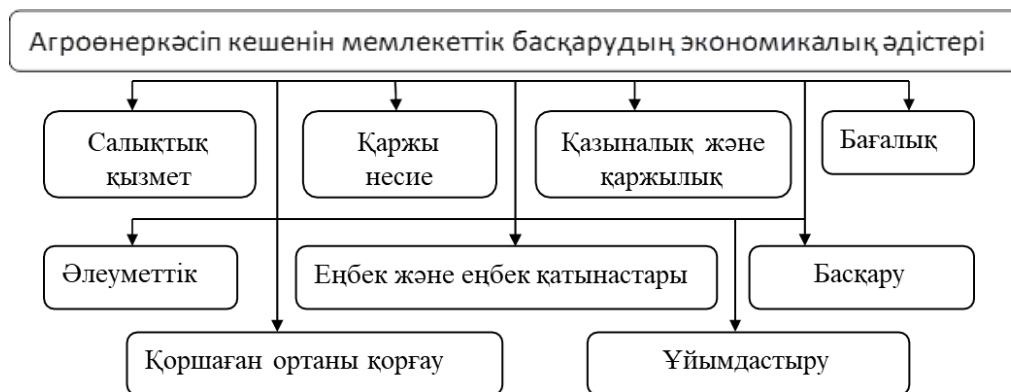 Агроөнеркәсіп кешенін мемлекеттік басқарудың экономикалық әдістері
Салықтық
қызмет
Қаржы
несие
Қазыналық және
қаржылық
Бағалық
Әлеуметтік
Еңбек және еңбек қатынастары
Басқару
Қоршаған ортаны қорғау
Ұйымдастыру